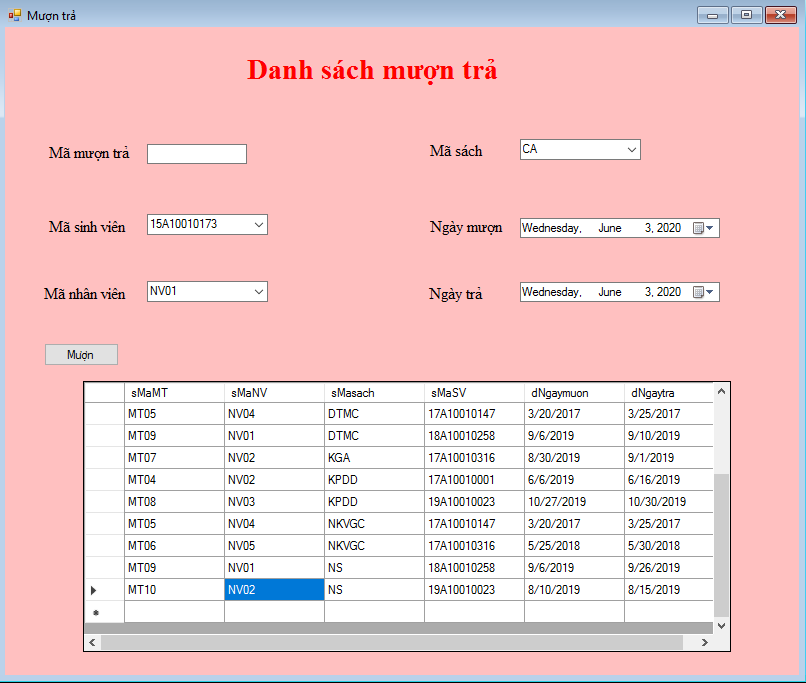 Mượn trả
Danh sách mượn trả
Mã mượn trả
Mã sách CA
Mã sinh viên 15A10010173
Ngày mượn Wednesday, June 3, 2020
Mã nhân viên NV01
Ngày trả Wednesday, June 3, 2020
Mượn
sMaMT sMaNV sMasach sMaSV dNgaymuon dNgaytra
MT05 NV04 DTMC 17A10010147 3/20/2017 3/25/2017
MT09 NV01 DTMC 18A10010258 9/6/2019 9/10/2019
MT07 NV02 KGA 17A10010316 8/30/2019 9/1/2019
MT04 NV02 KPDD 17A10010001 6/6/2019 6/16/2019
MT08 NV03 KPDD 19A10010023 10/27/2019 10/30/2019
MT05 NV04 NKVGC 17A10010147 3/20/2017 3/25/2017
MT06 NV05 NKVGC 17A10010316 5/25/2018 5/30/2018
MT09 NV01 NS 18A10010258 9/6/2019 9/26/2019
MT10 NV02 NS 19A10010023 8/10/2019 8/15/2019